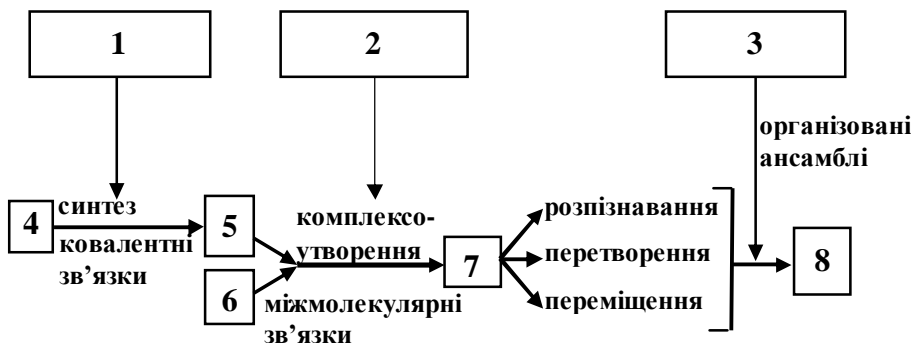 1
2
3
організовані
ансамблі
4
синтез
ковалентні
зв’язки
5
6
комплексо-
утворення
міжмолекулярні
зв’язки
7
розпізнавання
перетворення
переміщення
8